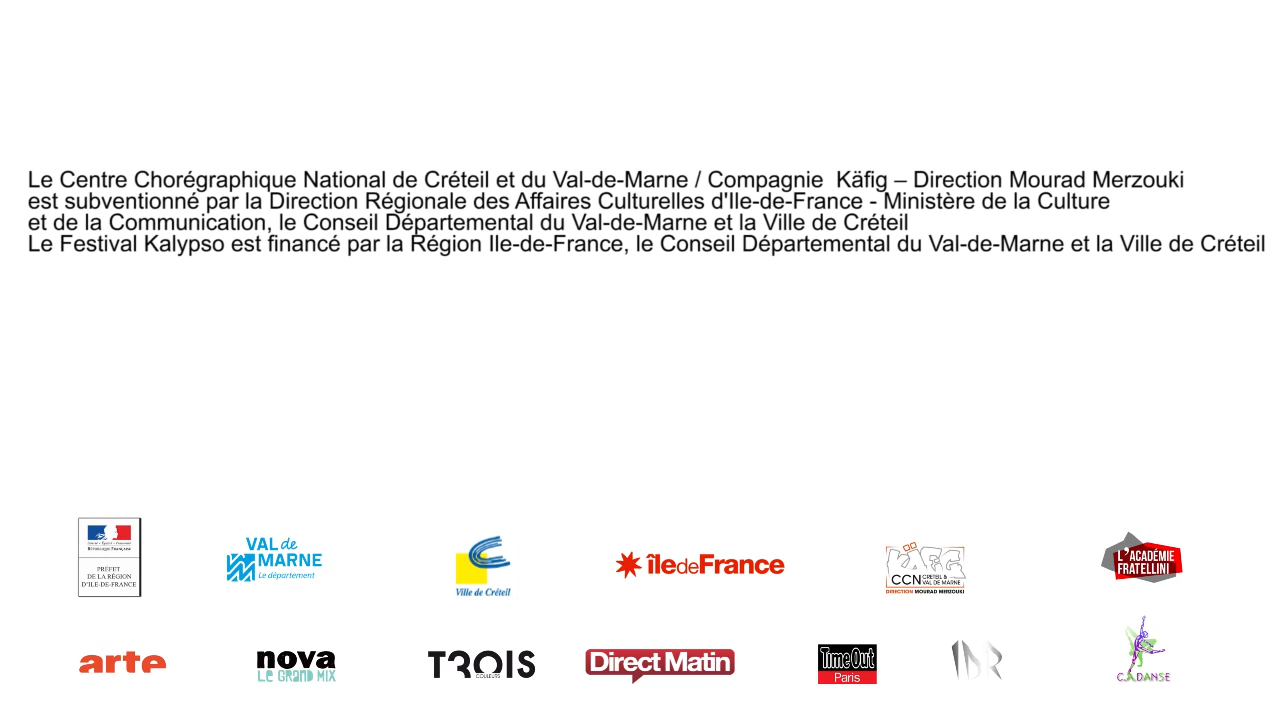 Le Centre Chorégraphique National de Créteil et du Val-de-Marne / Compagnie  Käfig – Direction Mourad Merzouki
est subventionné par la Direction Régionale des Affaires Culturelles d'Ile-de-France - Ministère de la Culture
et de la Communication, le Conseil Départemental du Val-de-Marne et la Ville de Créteil
Le Festival Kalypso est financé par la Région Ile-de-France, le Conseil Départemental du Val-de-Marne et la Ville de Créteil
RÉPUBLIQUE FRANÇAISE
PRÉFET
DE LA RÉGION
D'ILE-DE-FRANCE
VAL de
MARNE
Le département
Ville de Créteil
îledeFrance
KÄFIG
CCN CRÉTEIL &
VAL DE MARNE
DIRECTION MOURAD MERZOUKI
L'ACADÉMIE
FRATELLINI
arte
nova
LE GRAND MIX
TROIS
COULEURS
Direct Matin
TimeOut
Paris
C.A.DANSE